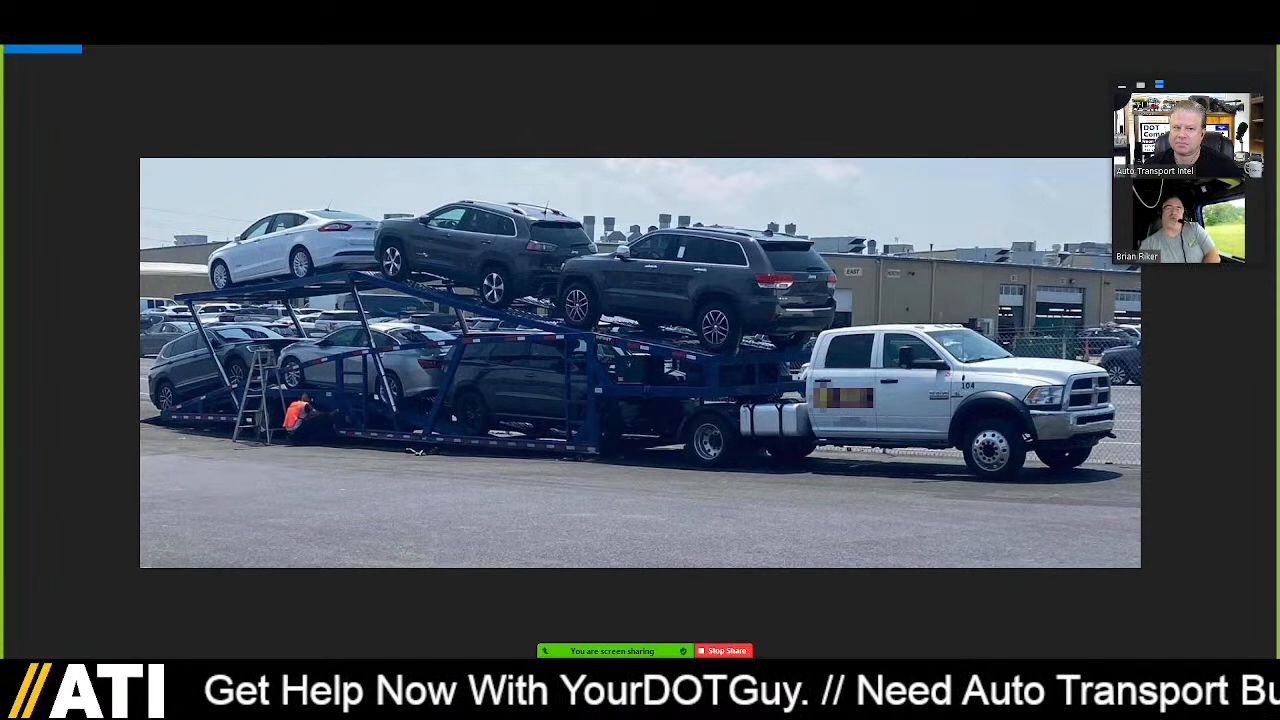 DOT
Auto Transport Intel
Brian Riker
EAST
104
You are screen sharing
Stop Share
//ATI
Get Help Now With YourDOTGuy. // Need Auto Transport Bu